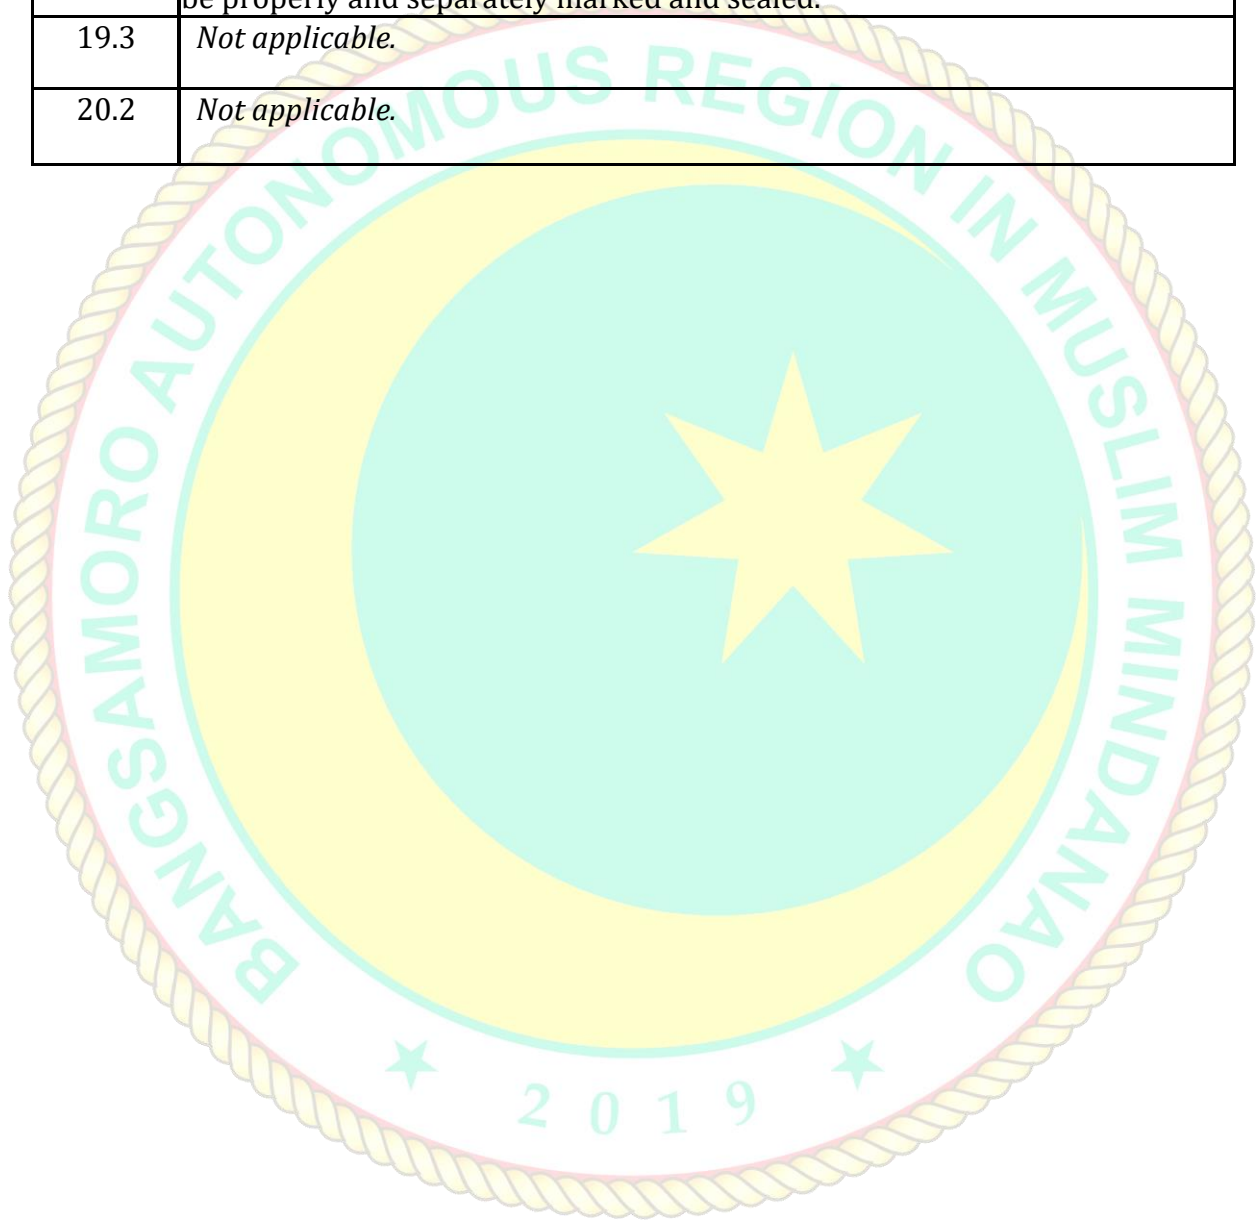 be properly and separately marked and sealed.
19.3 Not applicable.
20.2 Not applicable.
BANGSAMORO AUTONOMOUS REGION IN MUSLIM MINDANAO
2019